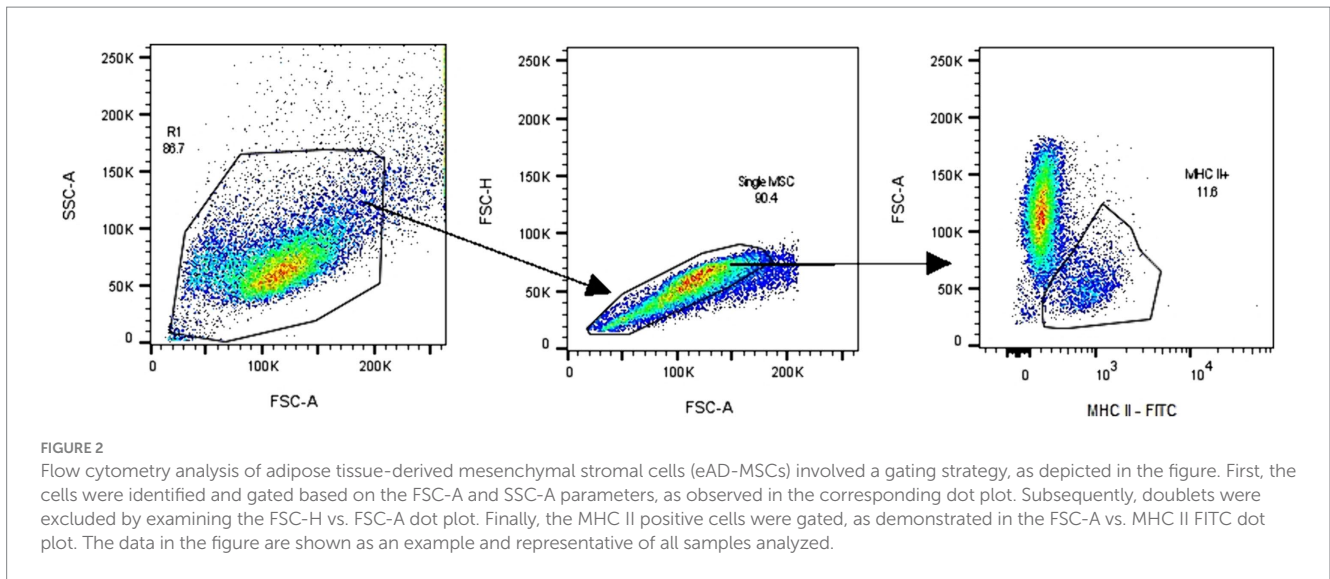 250K
200K
150K
100K
50K
0
SSC-A
R1
86.7
0 100K 200K
FSC-A
250K
200K
150K
100K
50K
0
FSC-H
Single MSC
90.4
0 100K 200K
FSC-A
250K
200K
150K
100K
50K
0
FSC-A
MHC II+
11.6
0 10³ 10⁴
MHC II - FITC
FIGURE 2
Flow cytometry analysis of adipose tissue-derived mesenchymal stromal cells (eAD-MSCs) involved a gating strategy, as depicted in the figure. First, the
cells were identified and gated based on the FSC-A and SSC-A parameters, as observed in the corresponding dot plot. Subsequently, doublets were
excluded by examining the FSC-H vs. FSC-A dot plot. Finally, the MHC II positive cells were gated, as demonstrated in the FSC-A vs. MHC II FITC dot
plot. The data in the figure are shown as an example and representative of all samples analyzed.